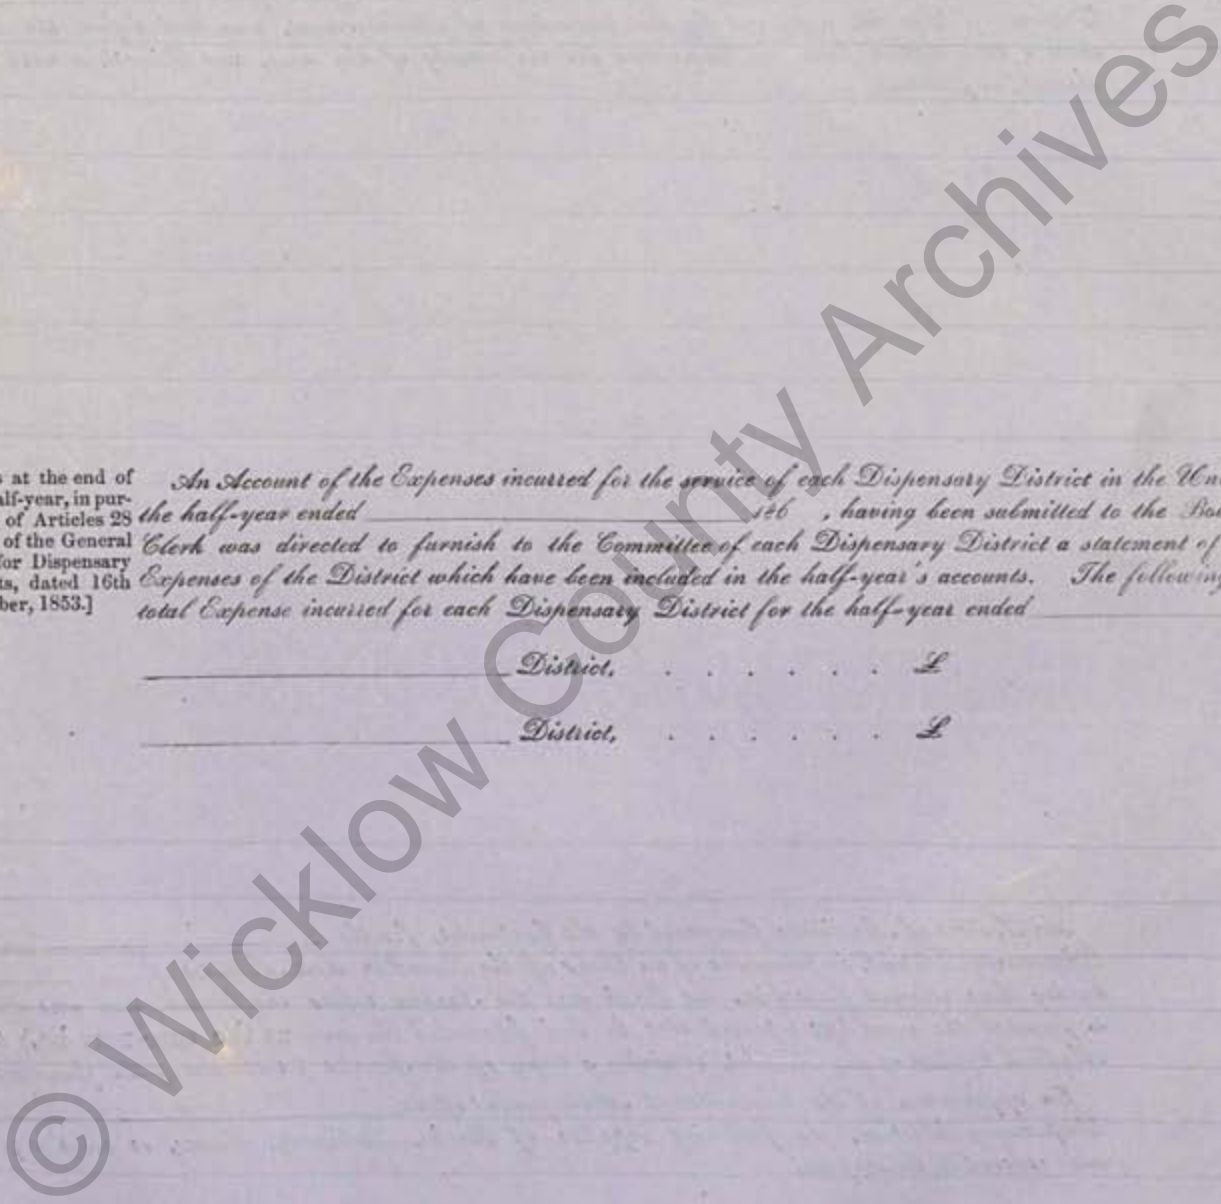 s at the end of
alf-year, in pur-
of Articles 28
of the General
for Dispensary
ts, dated 16th
ber, 1853.]
An Account of the Expenses incurred for the service of each Dispensary District in the Un
the half-year ended 186 , having been submitted to the Bo
Clerk was directed to furnish to the Committee of each Dispensary District a statement of
Expenses of the District which have been included in the half-year's accounts. The following
total Expense incurred for each Dispensary District for the half-year ended
District, . . . . . . £
District, . . . . . . £
© Wicklow County Archives